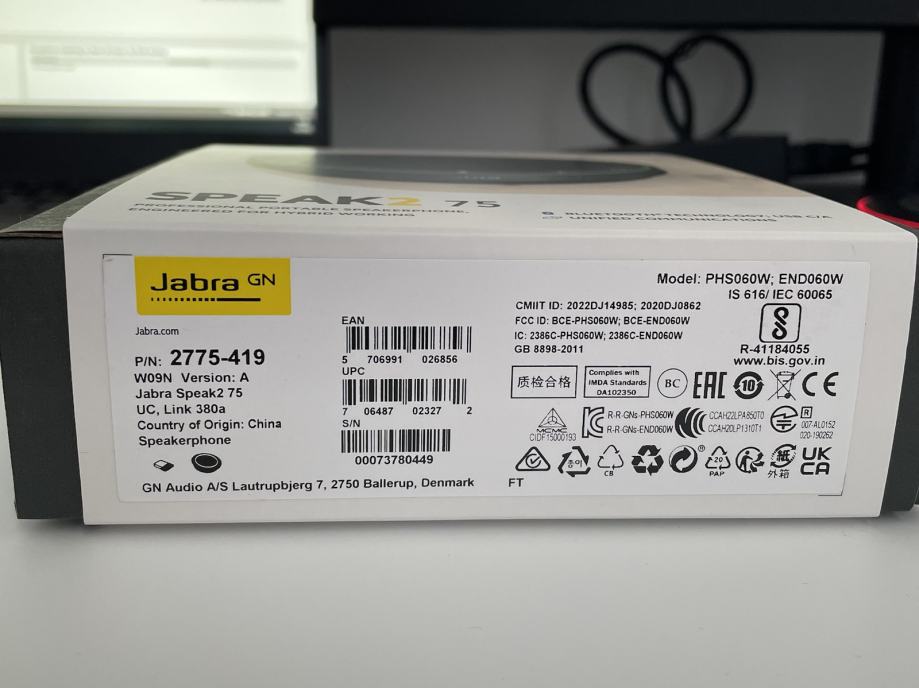 SPEAK2 75
PROFESSIONAL PORTABLE SPEAKERPHONE,
ENGINEERED FOR HYBRID WORKING.
BLUETOOTH® TECHNOLOGY; USB C/A
UNIFIED COMMUNICATIONS
Jabra GN
Jabra.com
P/N: 2775-419
W09N Version: A
Jabra Speak2 75
UC, Link 380a
Country of Origin: China
Speakerphone
GN Audio A/S Lautrupbjerg 7, 2750 Ballerup, Denmark
EAN
5 706991 026856
UPC
7 06487 02327 2
S/N
00073780449
Model: PHS060W; END060W
IS 616/ IEC 60065
CMIIT ID: 2022DJ14985; 2020DJ0862
FCC ID: BCE-PHS060W; BCE-END060W
IC: 2386C-PHS060W; 2386C-END060W
GB 8898-2011
R-41184055
www.bis.gov.in
质检合格
Complies with
IMDA Standards
DA102350
BC
EAC
10
CE
MCMC
CIDF15000193
R-R-GNs-PHS060W
R-R-GNs-END060W
CCAH22LPA850T0
CCAH20LP1310T1
R
007-AL0152
020-190262
종이
CB
20
PAP
紙
外箱
UK
CA
FT